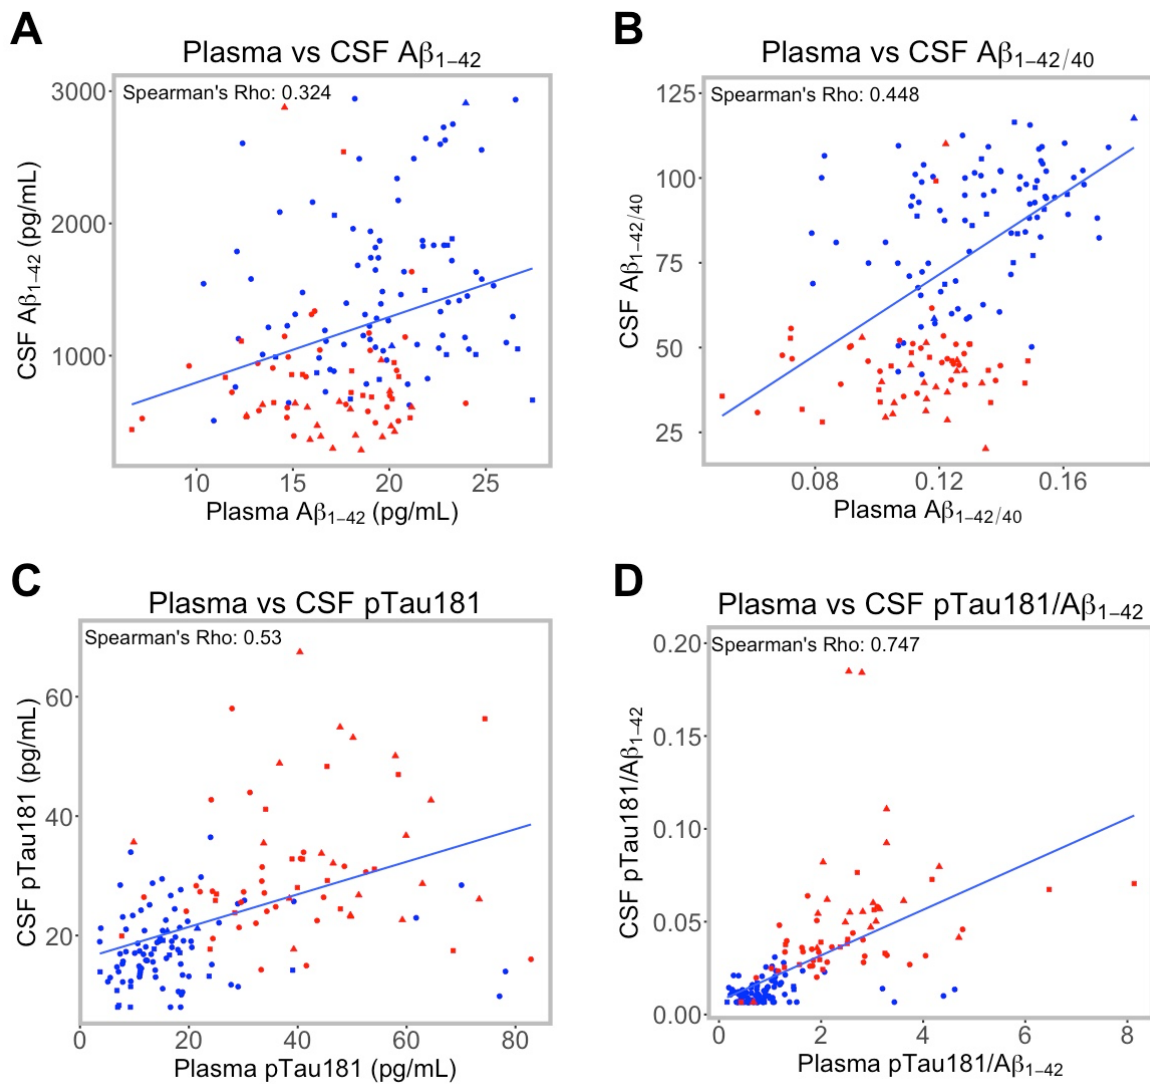 A
Plasma vs CSF Aβ1−42
Spearman's Rho: 0.324
3000
2000
1000
CSF Aβ1−42 (pg/mL)
10 15 20 25
Plasma Aβ1−42 (pg/mL)
B
Plasma vs CSF Aβ1−42/40
Spearman's Rho: 0.448
125
100
75
50
25
CSF Aβ1−42/40
0.08 0.12 0.16
Plasma Aβ1−42/40
C
Plasma vs CSF pTau181
Spearman's Rho: 0.53
60
40
20
CSF pTau181 (pg/mL)
0 20 40 60 80
Plasma pTau181 (pg/mL)
D
Plasma vs CSF pTau181/Aβ1−42
Spearman's Rho: 0.747
0.20
0.15
0.10
0.05
0.00
CSF pTau181/Aβ1−42
0 2 4 6 8
Plasma pTau181/Aβ1−42